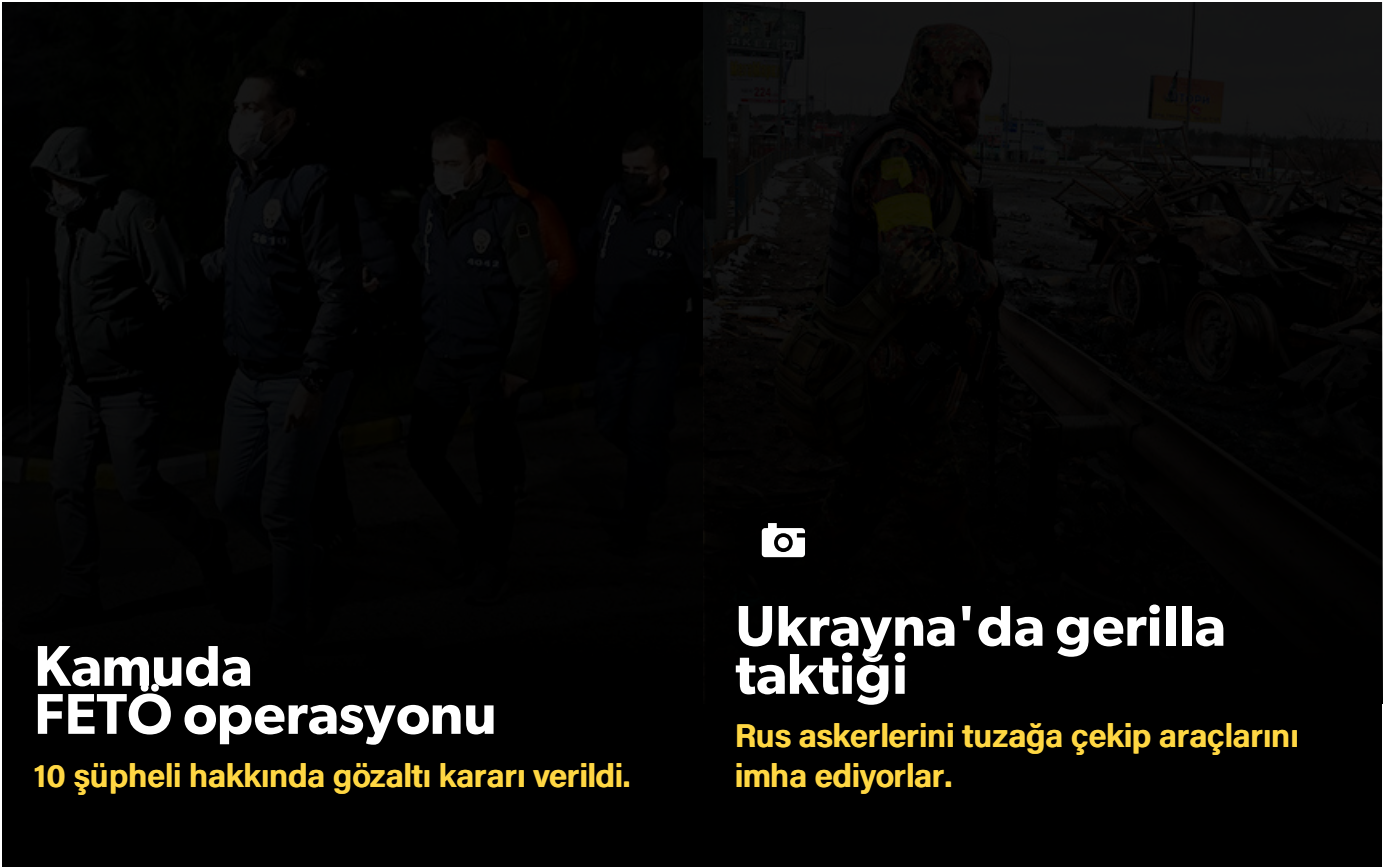 Kamuda
FETÖ operasyonu
10 şüpheli hakkında gözaltı kararı verildi.
Ukrayna'da gerilla
taktiği
Rus askerlerini tuzağa çekip araçlarını
imha ediyorlar.